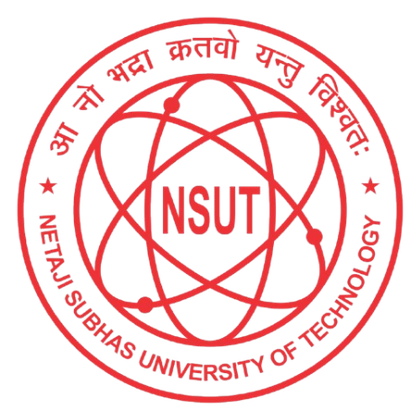 आ नो भद्रा क्रतवो यन्तु विश्वतः
NSUT
★ NETAJI SUBHAS UNIVERSITY OF TECHNOLOGY ★